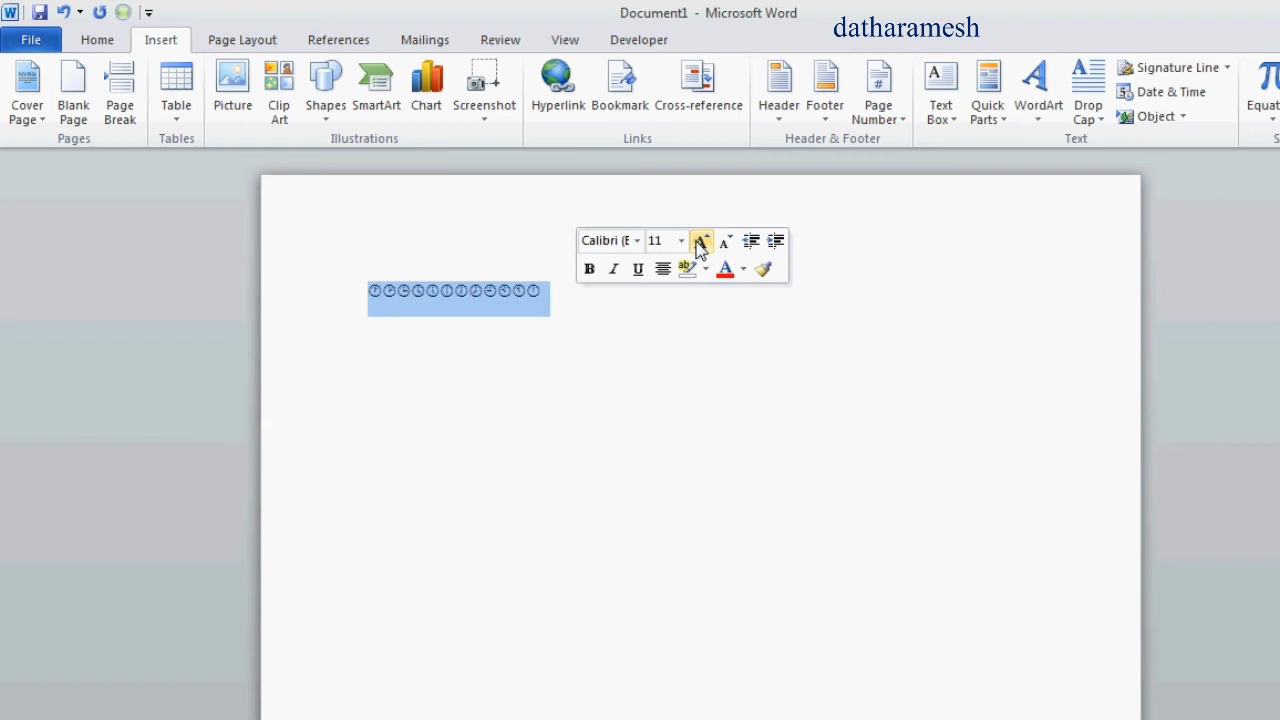 Document1 - Microsoft Word
datharamesh
File Home Insert Page Layout References Mailings Review View Developer
Cover Page
Blank Page
Page Break
Table
Picture
Clip Art
Shapes
SmartArt
Chart
Screenshot
Hyperlink
Bookmark
Cross-reference
Header
Footer
Page Number
Text Box
Quick Parts
WordArt
Drop Cap
Signature Line
Date & Time
Object
Pages Tables Illustrations Links Header & Footer Text
Calibri (E 11
B I U